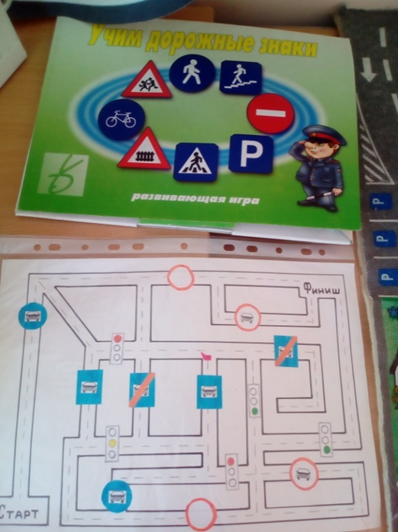 Учим дорожные знаки
P
развивающая игра
P
P
P
Финиш
Старт